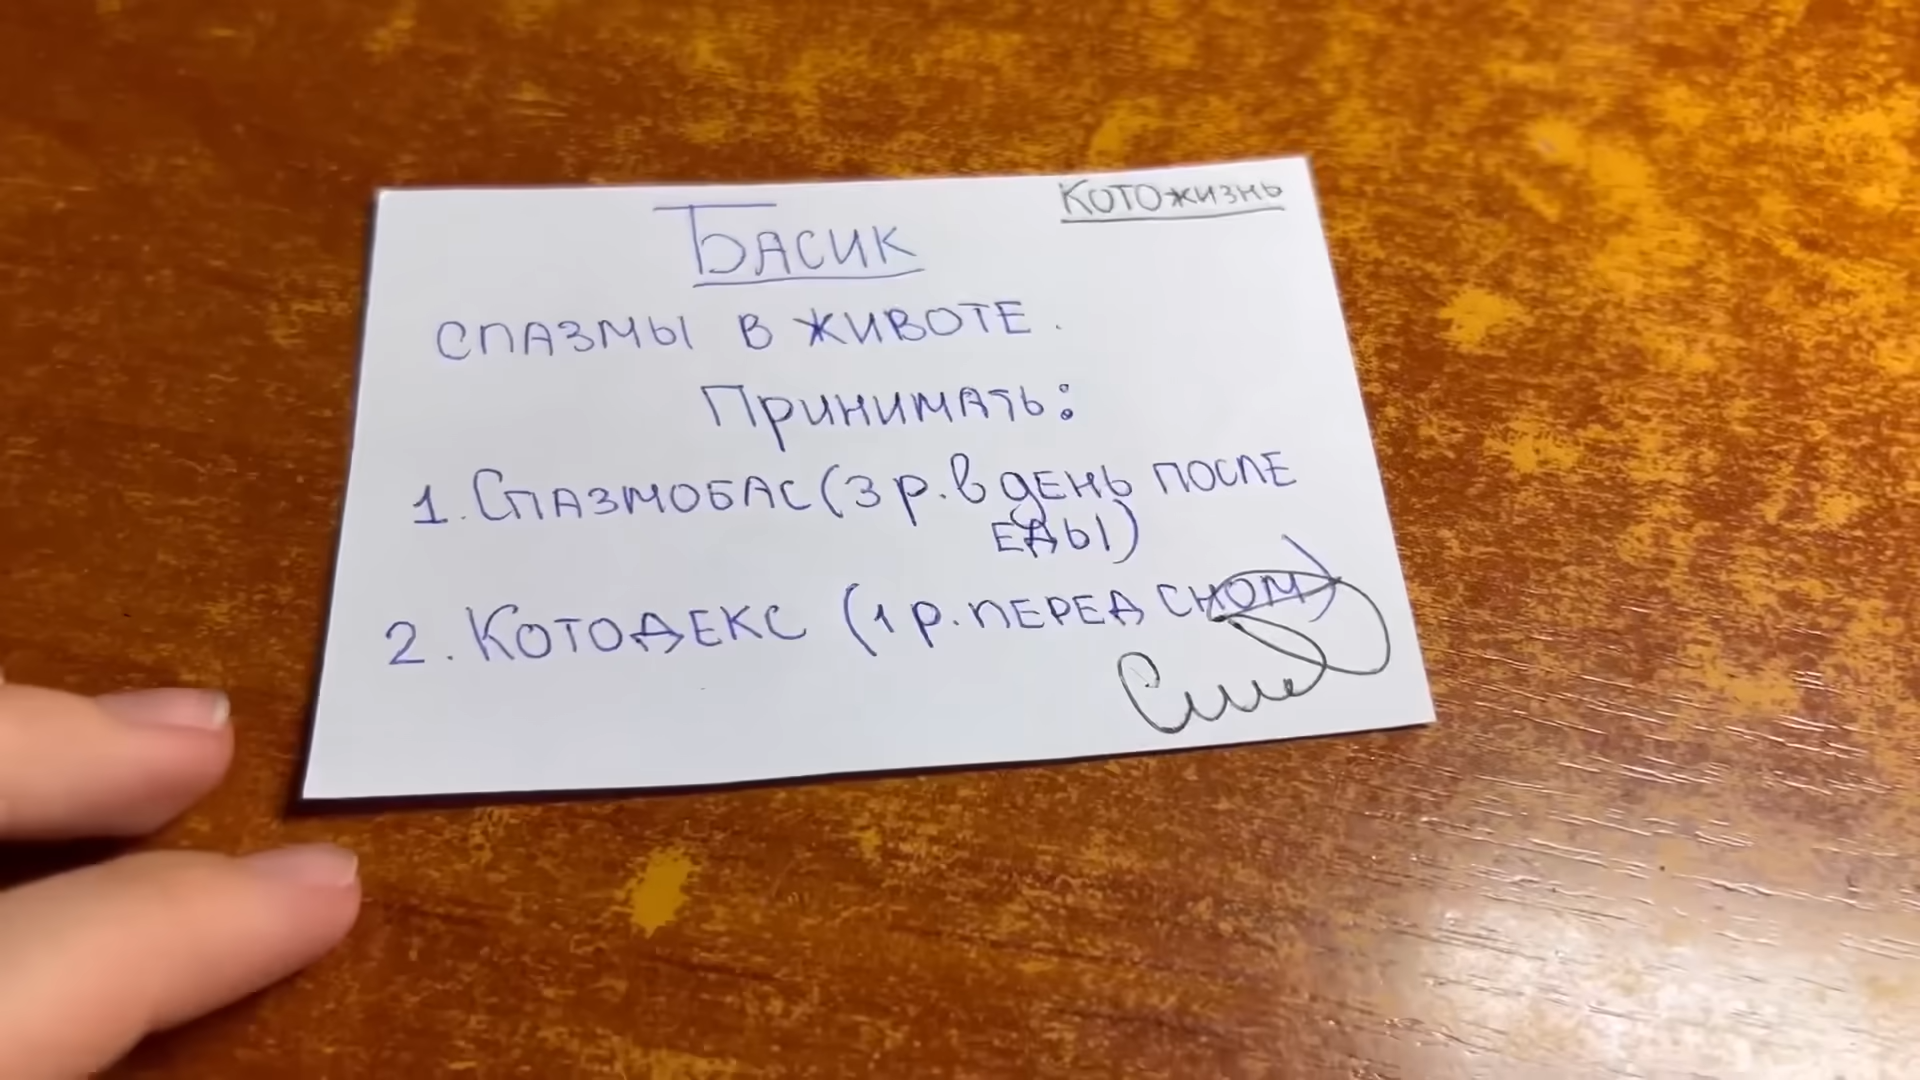 Котожизнь
Басик
спазмы в животе.
Принимать:
1. Спазмобас (3 р. в день после
еды)
2. Котодекс (1 р. перед сном)